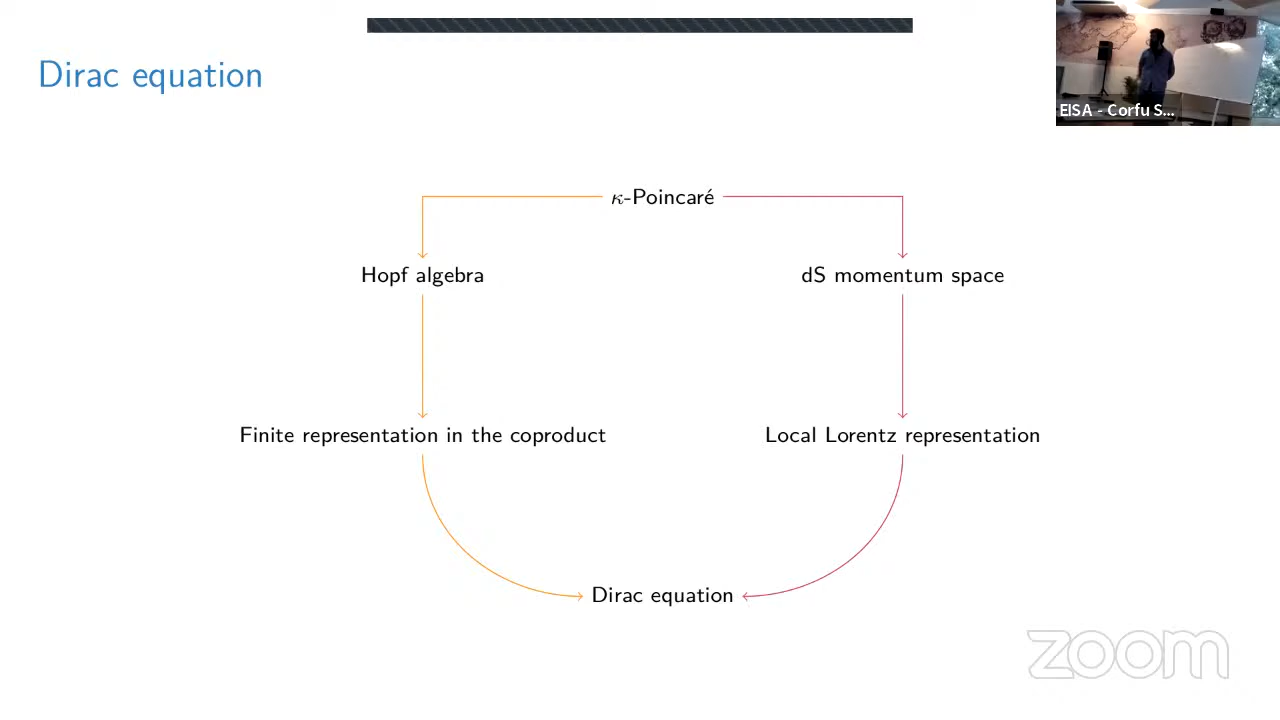 Dirac equation
EISA - Corfu S...
κ-Poincaré
Hopf algebra
dS momentum space
Finite representation in the coproduct
Local Lorentz representation
Dirac equation
zoom